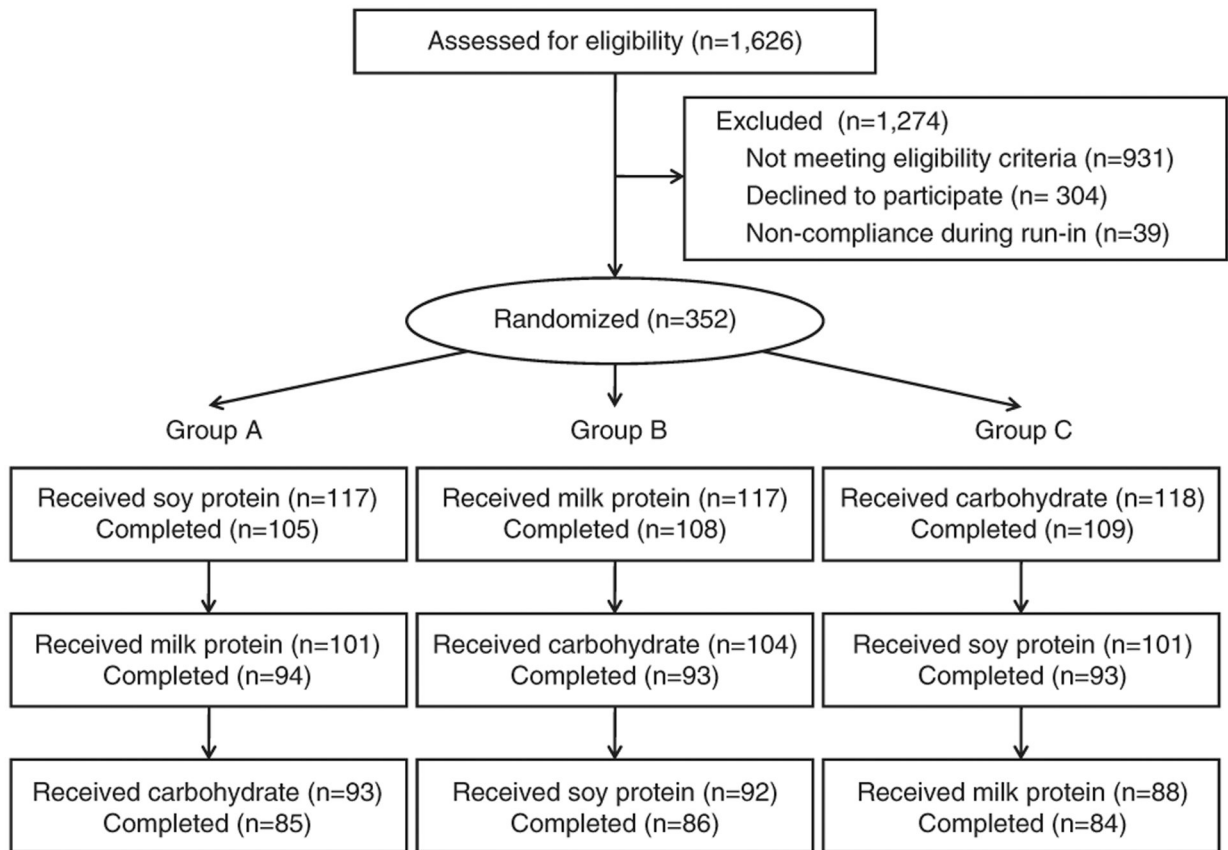 Assessed for eligibility (n=1,626)
Excluded (n=1,274)
Not meeting eligibility criteria (n=931)
Declined to participate (n= 304)
Non-compliance during run-in (n=39)
Randomized (n=352)
Group A
Group B
Group C
Received soy protein (n=117)
Completed (n=105)
Received milk protein (n=117)
Completed (n=108)
Received carbohydrate (n=118)
Completed (n=109)
Received milk protein (n=101)
Completed (n=94)
Received carbohydrate (n=104)
Completed (n=93)
Received soy protein (n=101)
Completed (n=93)
Received carbohydrate (n=93)
Completed (n=85)
Received soy protein (n=92)
Completed (n=86)
Received milk protein (n=88)
Completed (n=84)